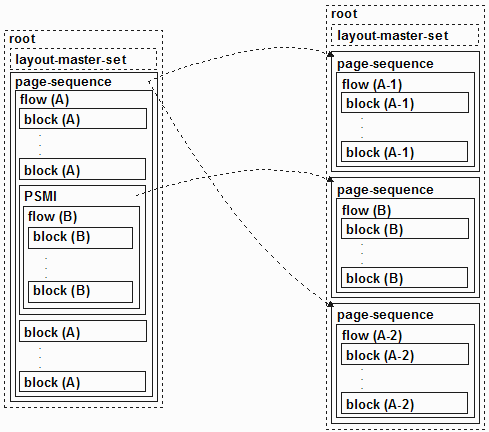 root
layout-master-set
page-sequence
flow (A)
block (A)
block (A)
PSMI
flow (B)
block (B)
block (B)
block (A)
block (A)
root
layout-master-set
page-sequence
flow (A-1)
block (A-1)
block (A-1)
page-sequence
flow (B)
block (B)
block (B)
page-sequence
flow (A-2)
block (A-2)
block (A-2)